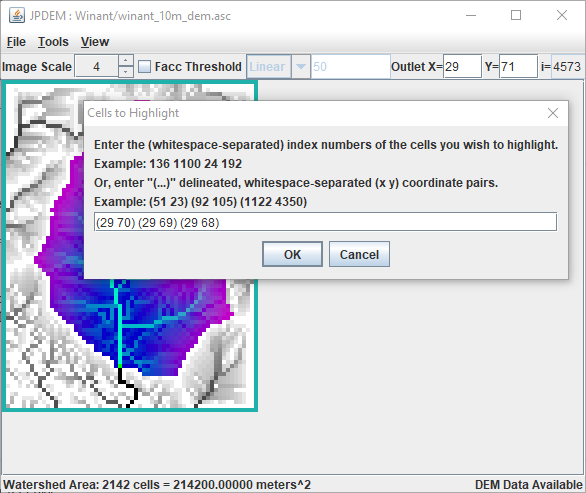 JPDEM : Winant/winant_10m_dem.asc
File Tools View
Image Scale 4 Facc Threshold Linear 50 Outlet X= 29 Y= 71 i= 4573
Cells to Highlight
Enter the (whitespace-separated) index numbers of the cells you wish to highlight.
Example: 136 1100 24 192
Or, enter "(...)" delineated, whitespace-separated (x y) coordinate pairs.
Example: (51 23) (92 105) (1122 4350)
(29 70) (29 69) (29 68)
OK Cancel
Watershed Area: 2142 cells = 214200.00000 meters^2 DEM Data Available